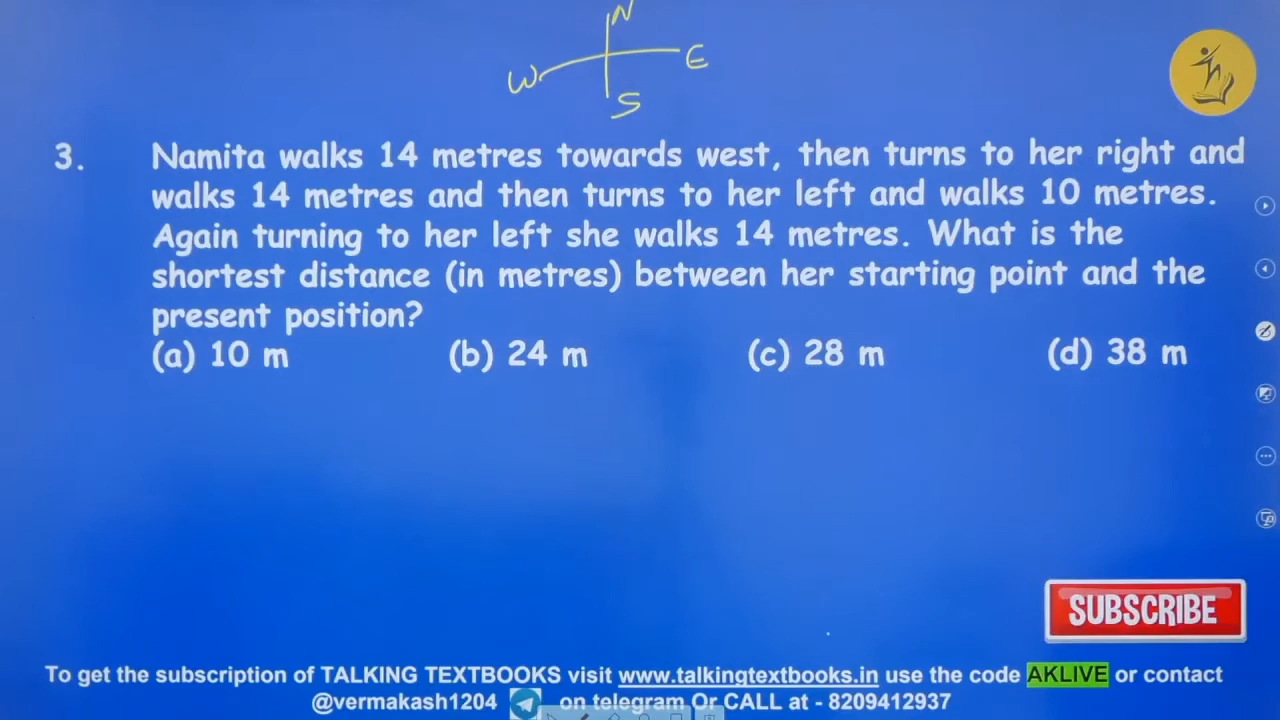 N
W E
S
3. Namita walks 14 metres towards west, then turns to her right and
walks 14 metres and then turns to her left and walks 10 metres.
Again turning to her left she walks 14 metres. What is the
shortest distance (in metres) between her starting point and the
present position?
(a) 10 m (b) 24 m (c) 28 m (d) 38 m
SUBSCRIBE
To get the subscription of TALKING TEXTBOOKS visit www.talkingtextbooks.in use the code AKLIVE or contact
@vermakash1204 on telegram Or CALL at - 8209412937